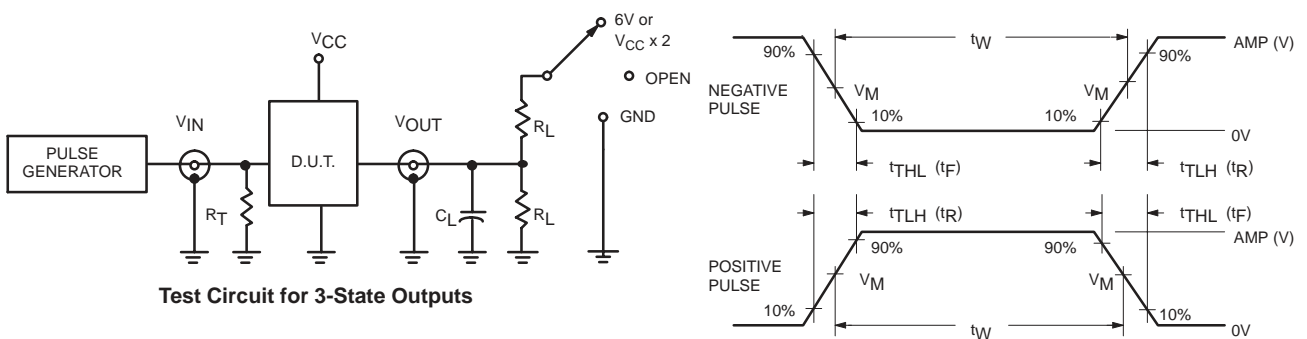 6V or
VCC x 2
VCC
OPEN
GND
VIN
VOUT
RL
PULSE
GENERATOR
D.U.T.
RT
CL
RL
Test Circuit for 3-State Outputs
tW
AMP (V)
90%
90%
NEGATIVE
PULSE
VM
VM
10%
10%
0V
tTHL (tF)
tTLH (tR)
tTLH (tR)
tTHL (tF)
AMP (V)
90%
90%
POSITIVE
PULSE
VM
VM
10%
10%
tW
0V